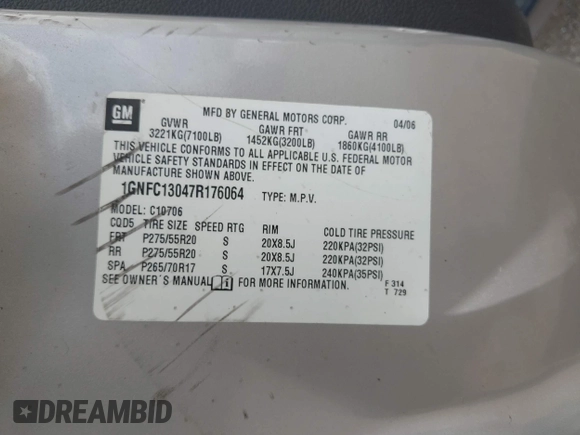 GM
MFD BY GENERAL MOTORS CORP. 04/06
GVWR GAWR FRT GAWR RR
3221KG(7100LB) 1452KG(3200LB) 1860KG(4100LB)
THIS VEHICLE CONFORMS TO ALL APPLICABLE U.S. FEDERAL MOTOR
VEHICLE SAFETY STANDARDS IN EFFECT ON THE DATE OF
MANUFACTURE SHOWN ABOVE.
1GNFC13047R176064 TYPE: M.P.V.
MODEL: C10706
CQD5 TIRE SIZE SPEED RTG RIM COLD TIRE PRESSURE
FRT P275/55R20 S 20X8.5J 220KPA(32PSI)
RR P275/55R20 S 20X8.5J 220KPA(32PSI)
SPA P265/70R17 S 17X7.5J 240KPA(35PSI)
SEE OWNER'S MANUAL FOR MORE INFORMATION.
F 314
T 729
DREAMBID